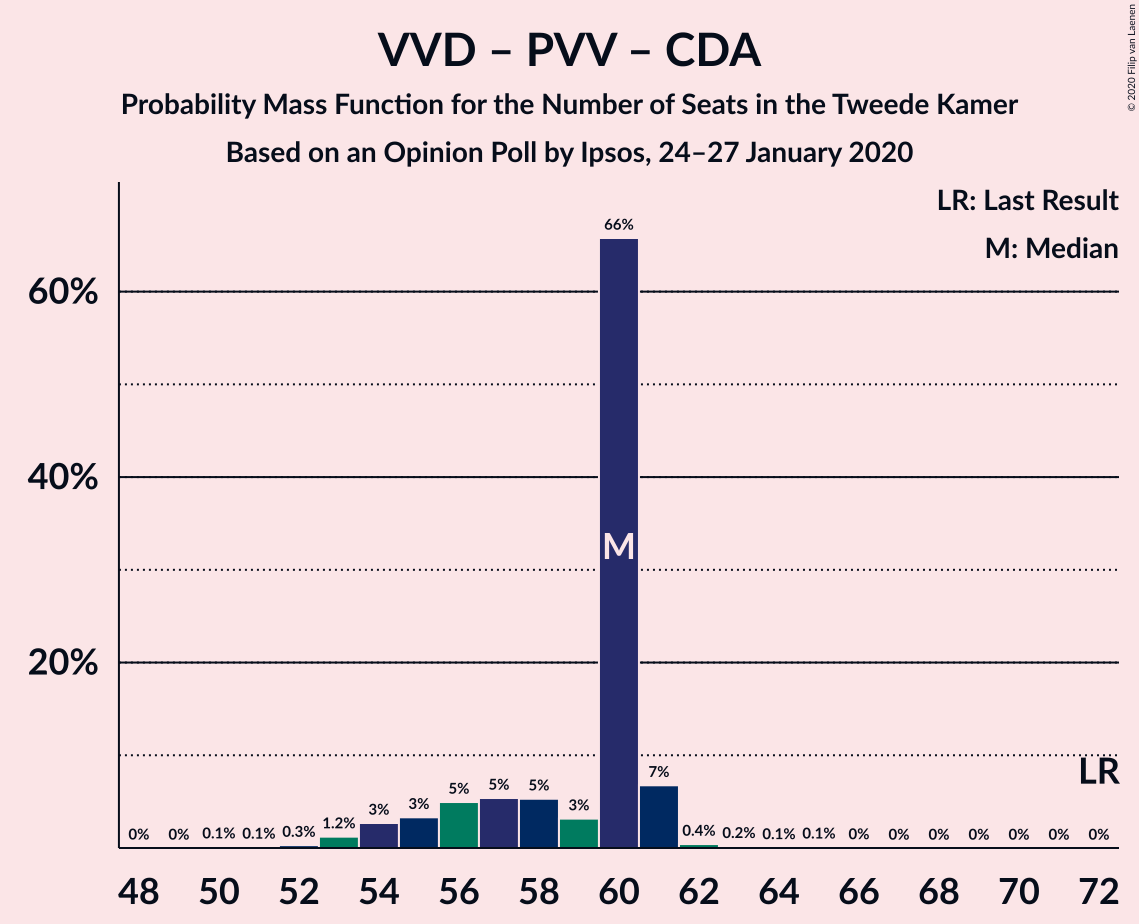 VVD – PVV – CDA
Probability Mass Function for the Number of Seats in the Tweede Kamer
Based on an Opinion Poll by Ipsos, 24–27 January 2020
© 2020 Filip van Laenen
LR: Last Result
M: Median
60%
40%
20%
0% 0% 0.1% 0.1% 0.3% 1.2% 3% 3% 5% 5% 5% 3% 66% 7% 0.4% 0.2% 0.1% 0.1% 0% 0% 0% 0% 0% 0% 0%
M
LR
48 50 52 54 56 58 60 62 64 66 68 70 72